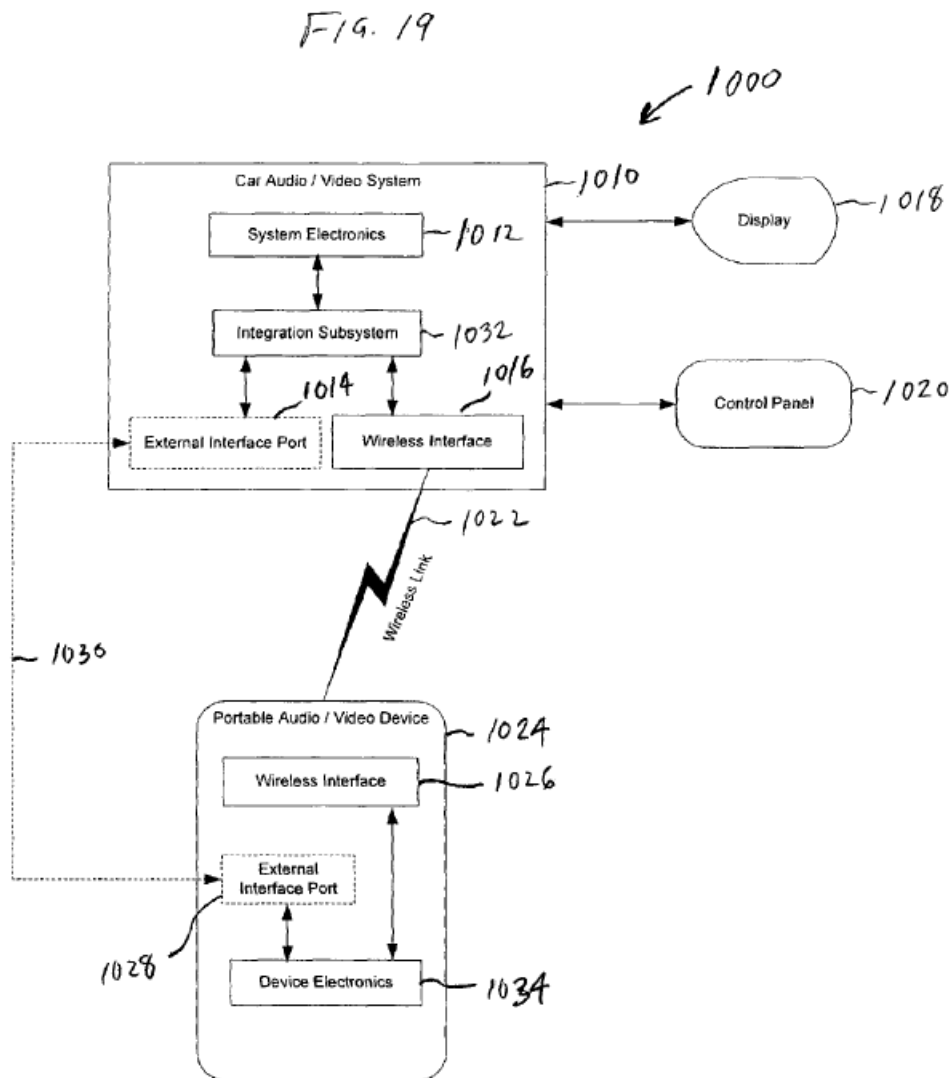 FIG. 19
1000
Car Audio / Video System
1010
System Electronics
1012
Display
1018
Integration Subsystem
1032
1014
1016
External Interface Port
Wireless Interface
Control Panel
1020
1022
Wireless Link
1030
Portable Audio / Video Device
1024
Wireless Interface
1026
External
Interface Port
1028
Device Electronics
1034